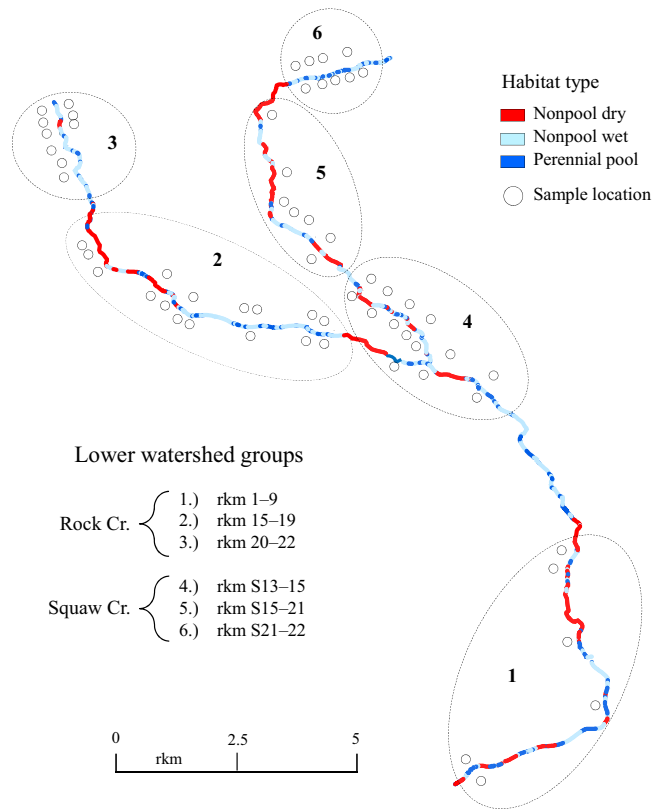 6
Habitat type
Nonpool dry
Nonpool wet
Perennial pool
Sample location
3
5
2
4
Lower watershed groups
Rock Cr.
1.) rkm 1–9
2.) rkm 15–19
3.) rkm 20–22
Squaw Cr.
4.) rkm S13–15
5.) rkm S15–21
6.) rkm S21–22
1
0 2.5 5
rkm